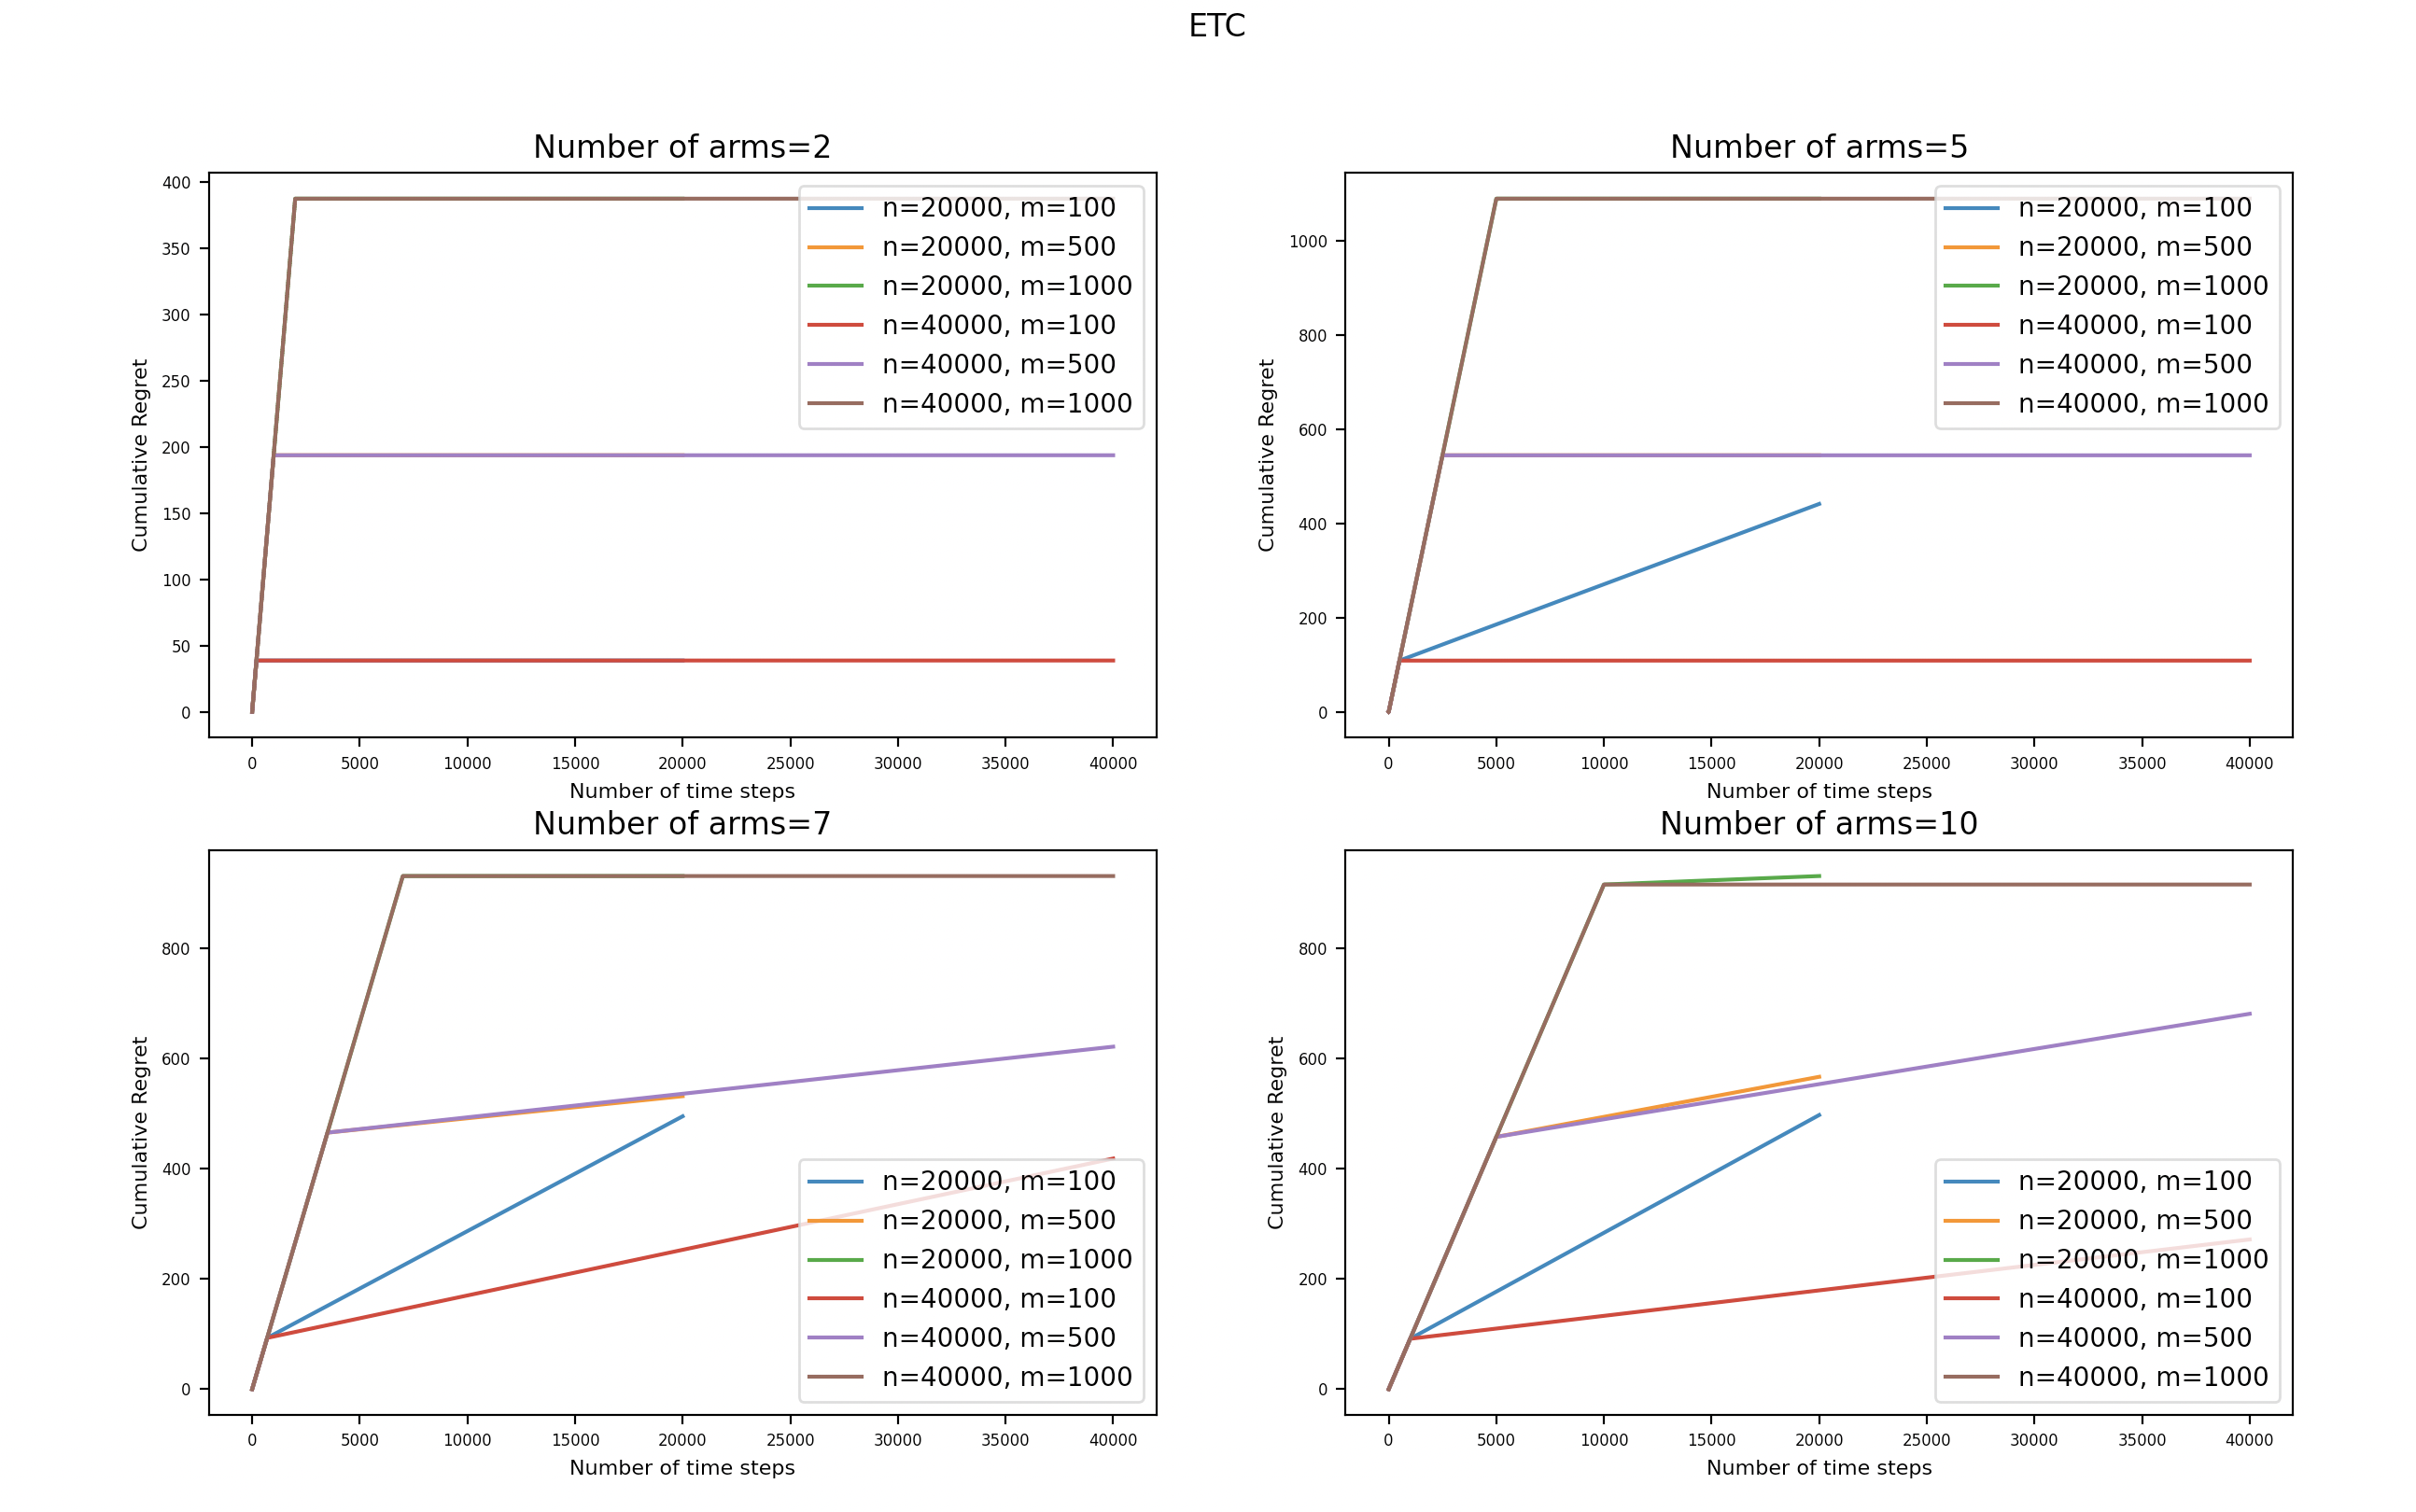 ETC
Number of arms=2
400
350
300
250
200
150
100
50
0
Cumulative Regret
n=20000, m=100
n=20000, m=500
n=20000, m=1000
n=40000, m=100
n=40000, m=500
n=40000, m=1000
0 5000 10000 15000 20000 25000 30000 35000 40000
Number of time steps
Number of arms=5
1000
800
600
400
200
0
Cumulative Regret
n=20000, m=100
n=20000, m=500
n=20000, m=1000
n=40000, m=100
n=40000, m=500
n=40000, m=1000
0 5000 10000 15000 20000 25000 30000 35000 40000
Number of time steps
Number of arms=7
800
600
400
200
0
Cumulative Regret
n=20000, m=100
n=20000, m=500
n=20000, m=1000
n=40000, m=100
n=40000, m=500
n=40000, m=1000
0 5000 10000 15000 20000 25000 30000 35000 40000
Number of time steps
Number of arms=10
800
600
400
200
0
Cumulative Regret
n=20000, m=100
n=20000, m=500
n=20000, m=1000
n=40000, m=100
n=40000, m=500
n=40000, m=1000
0 5000 10000 15000 20000 25000 30000 35000 40000
Number of time steps